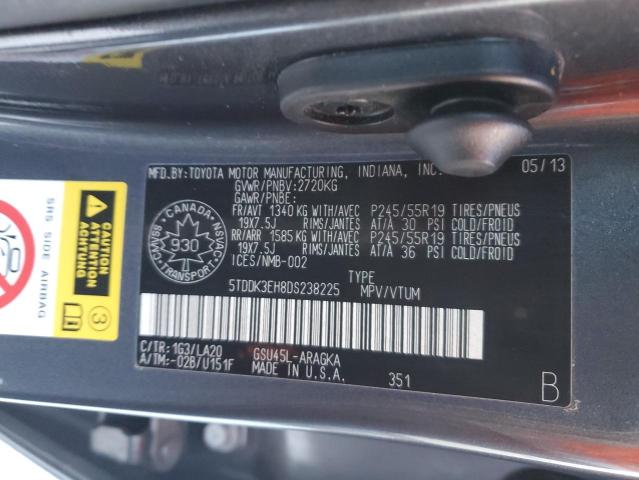 MFD.BY:TOYOTA MOTOR MANUFACTURING, INDIANA, INC. 05/13
GVWR/PNBV:2720KG
GAWR/PNBE:
FR/AVT 1340KG WITH/AVEC P245/55R19 TIRES/PNEUS
19X7.5J RIMS/JANTES AT/A 30 PSI COLD/FROID
RR/ARR 1585KG WITH/AVEC P245/55R19 TIRES/PNEUS
19X7.5J RIMS/JANTES AT/A 36 PSI COLD/FROID
ICES/NMB-002
CANADA
930
TRANSPORT
NSVAC
SVMAC
TYPE
5TDDK3EH8DS238225 MPV/VTUM
C/TR:1G3/LA20 GSU45L-ARAGKA
A/TM:-02B/U151F MADE IN U.S.A.
351 B
SRS SIDE AIRBAG
CAUTION
ATTENTION
ACHTUNG
3